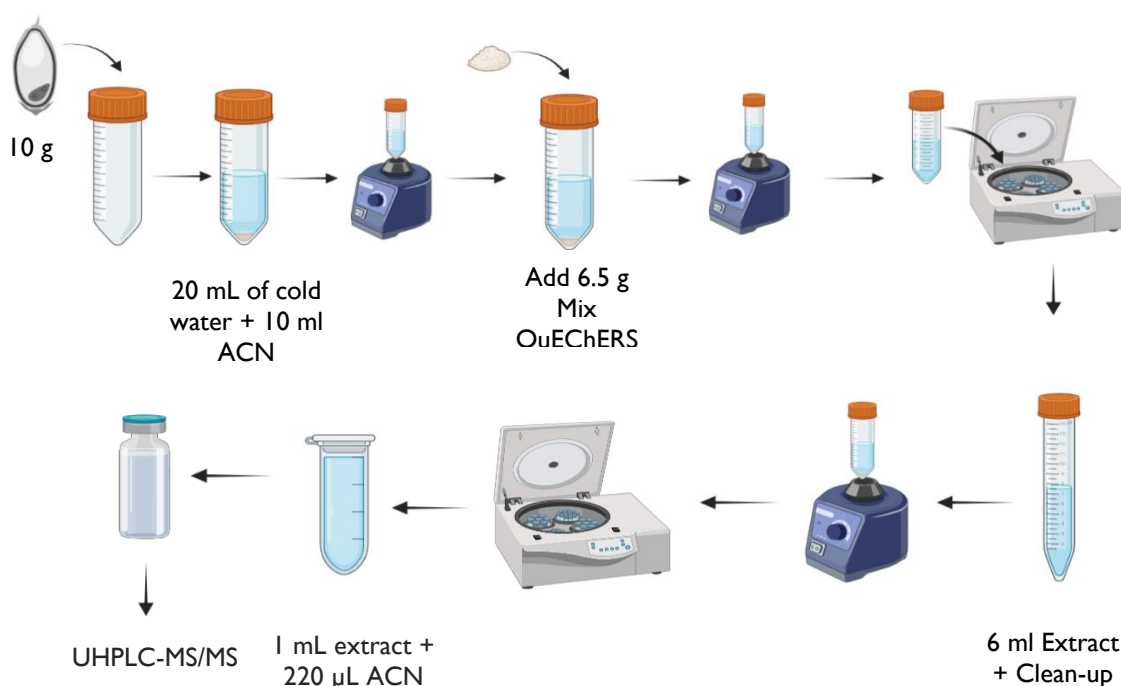 10 g
20 mL of cold
water + 10 ml
ACN
Add 6.5 g
Mix
OuEChERS
6 ml Extract
+ Clean-up
1 mL extract +
220 µL ACN
UHPLC-MS/MS